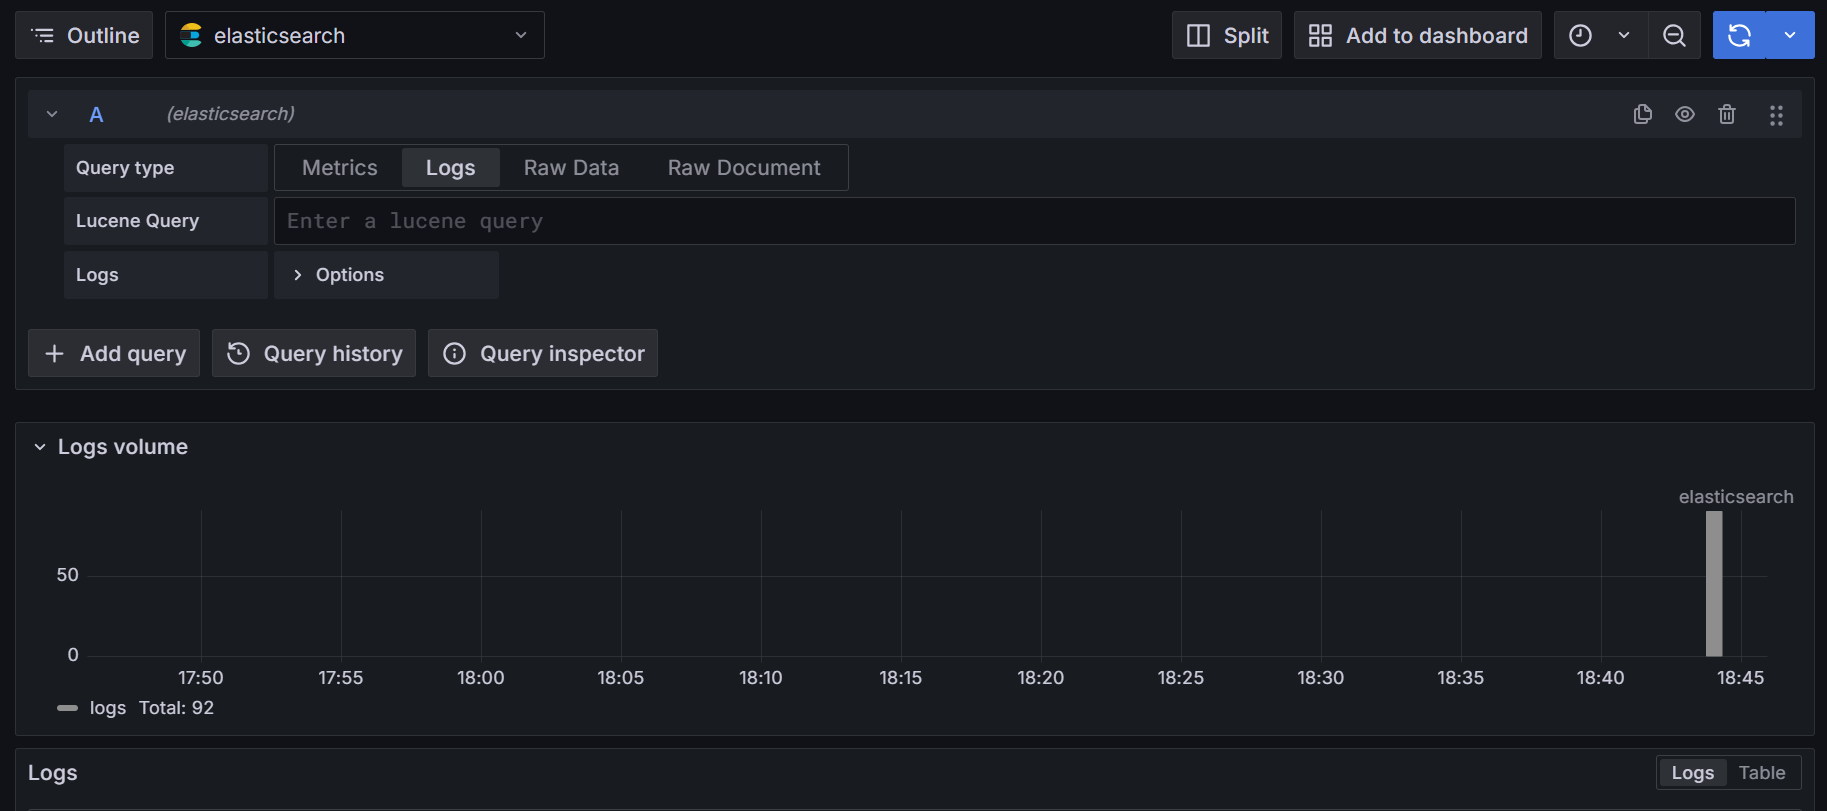 Outline elasticsearch Split Add to dashboard
A (elasticsearch)
Query type Metrics Logs Raw Data Raw Document
Lucene Query Enter a lucene query
Logs Options
Add query Query history Query inspector
Logs volume
elasticsearch
50
0
17:50 17:55 18:00 18:05 18:10 18:15 18:20 18:25 18:30 18:35 18:40 18:45
logs Total: 92
Logs Logs Table